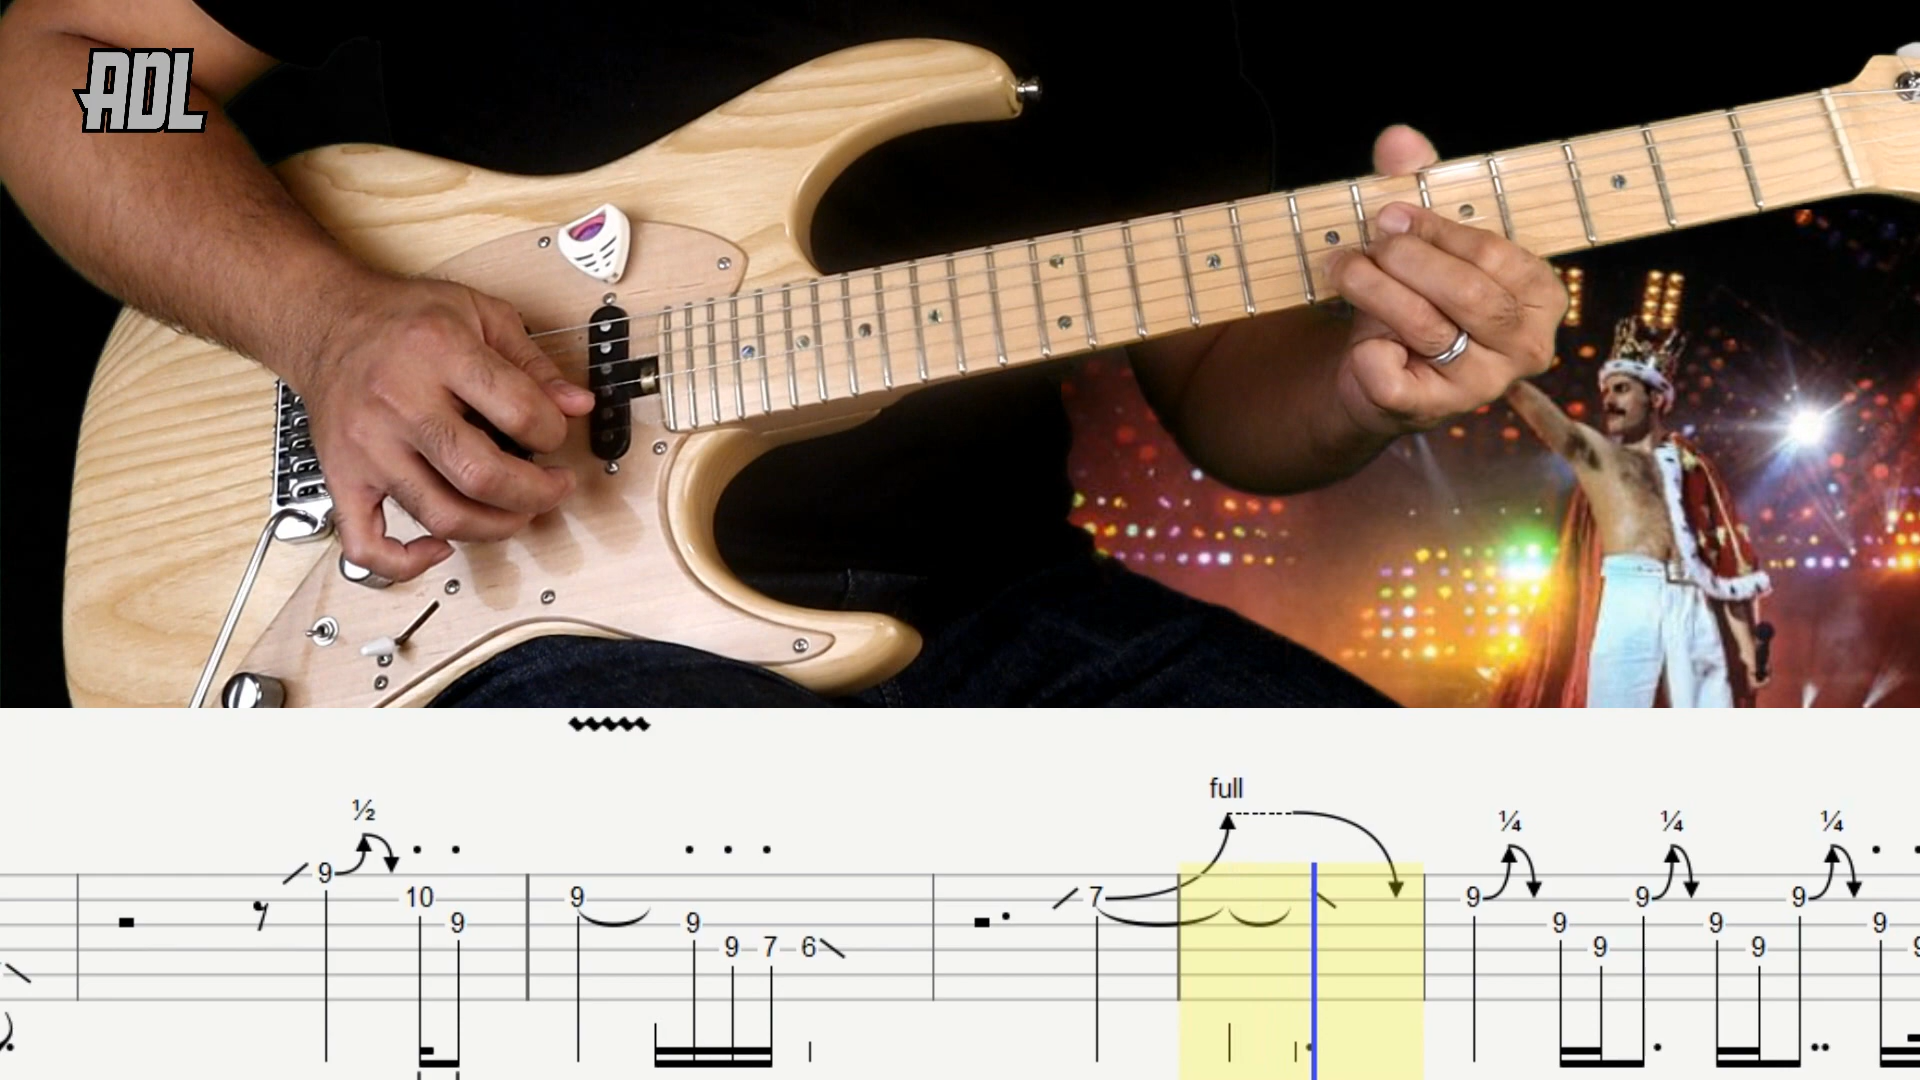 ADL
full
½ ¼ ¼ ¼
9 9 7 9 9 9
10 9 9 9 9 9
9 9 7 6 9 9 9